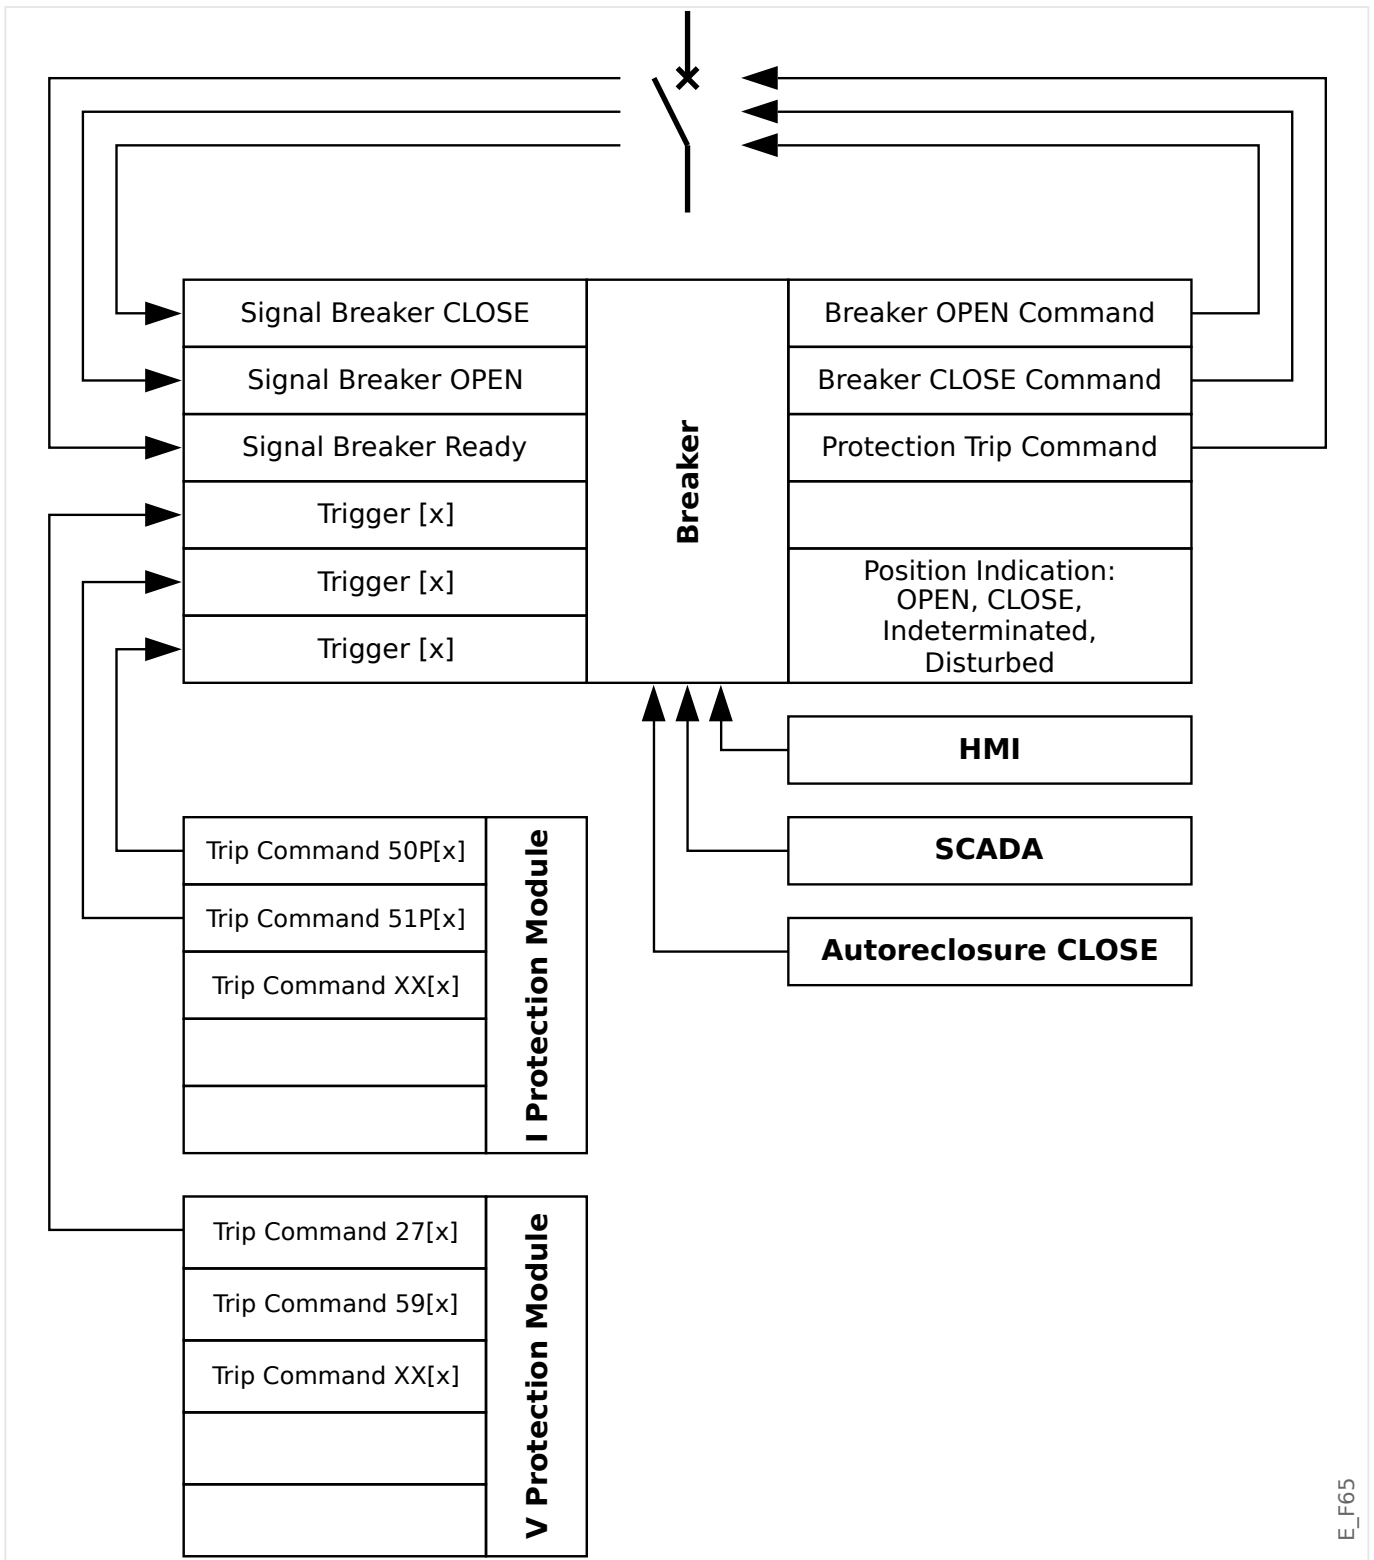 Signal Breaker CLOSE
Signal Breaker OPEN
Signal Breaker Ready
Trigger [x]
Trigger [x]
Trigger [x]
Breaker
Breaker OPEN Command
Breaker CLOSE Command
Protection Trip Command
Position Indication:
OPEN, CLOSE,
Indeterminated,
Disturbed
HMI
SCADA
Autoreclosure CLOSE
Trip Command 50P[x]
Trip Command 51P[x]
Trip Command XX[x]
I Protection Module
Trip Command 27[x]
Trip Command 59[x]
Trip Command XX[x]
V Protection Module
E_F65